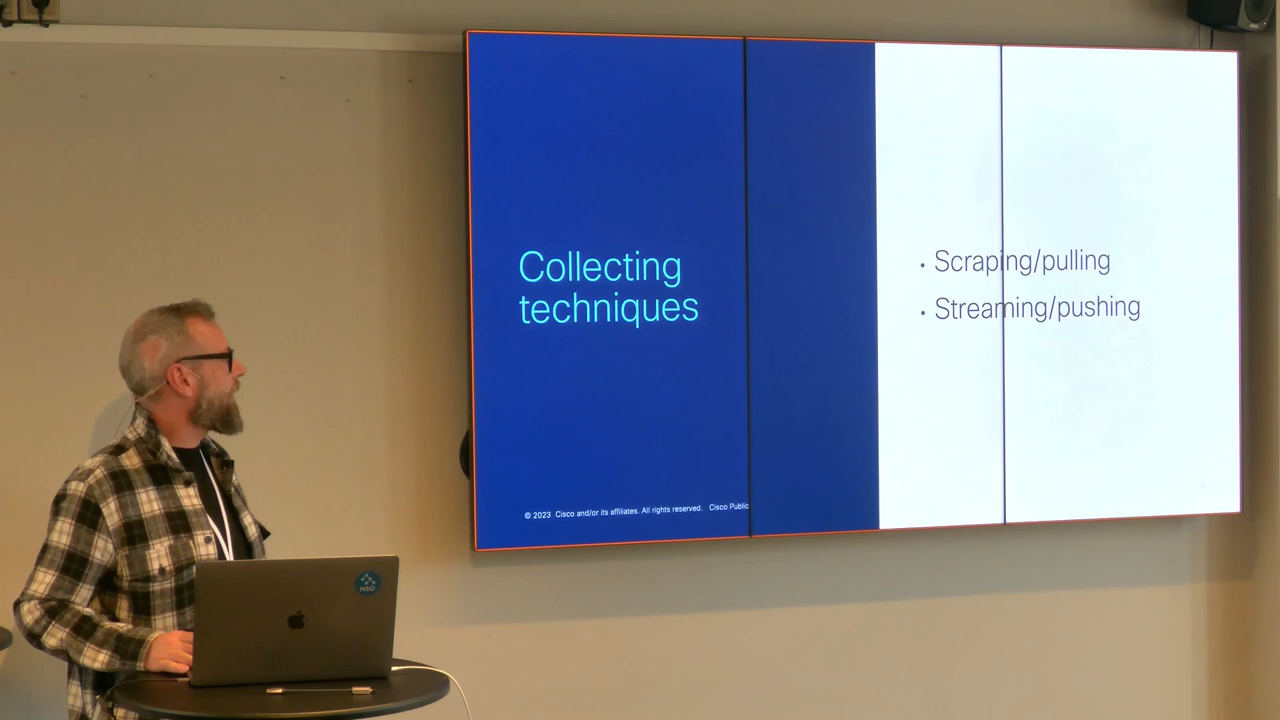 Collecting
techniques
• Scraping/pulling
• Streaming/pushing
© 2023 Cisco and/or its affiliates. All rights reserved. Cisco Public
NSO